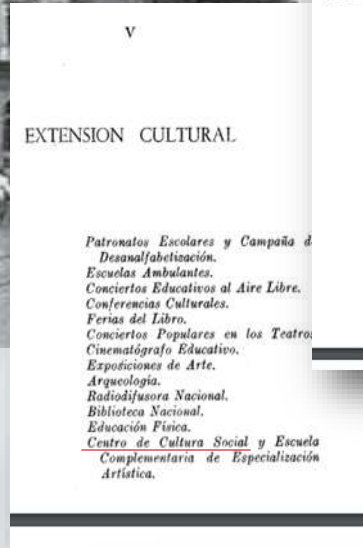 V
EXTENSION CULTURAL
Patronatos Escolares y Campaña d
Desanalfabetización.
Escuelas Ambulantes.
Conciertos Educativos al Aire Libre.
Conferencias Culturales.
Ferias del Libro.
Conciertos Populares en los Teatros
Cinematógrafo Educativo.
Exposiciones de Arte.
Arqueología.
Radiodifusora Nacional.
Biblioteca Nacional.
Educación Física.
Centro de Cultura Social y Escuela
Complementaria de Especialización
Artística.